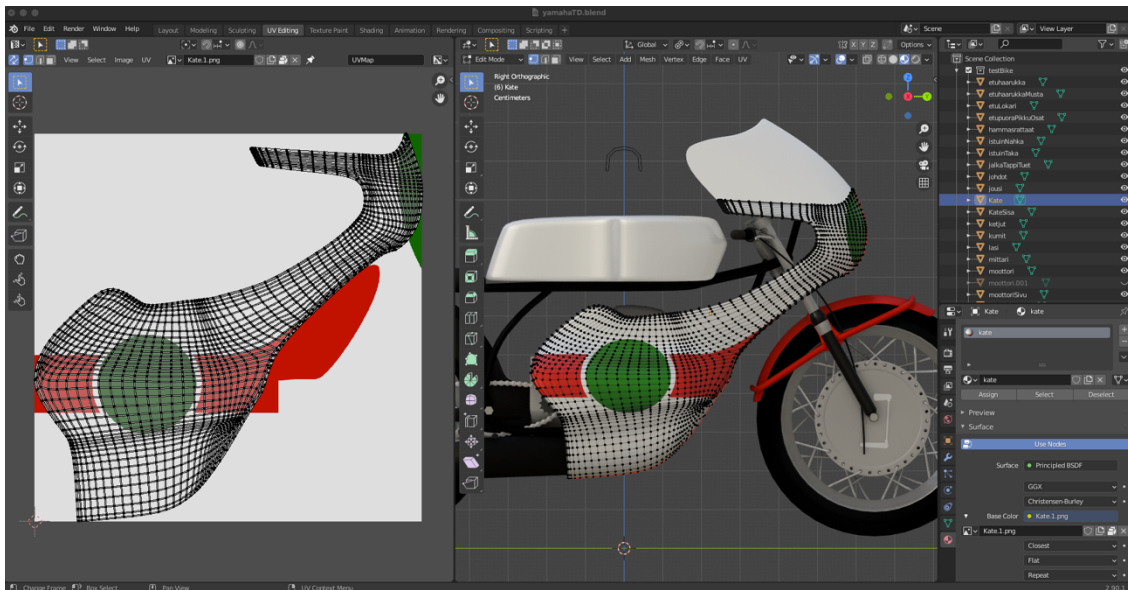 yamahaTD.blend
File Edit Render Window Help
Layout Modeling Sculpting UV Editing Texture Paint Shading Animation Rendering Compositing Scripting +
Scene
View Layer
View Select Image UV
Kate.1.png
UVMap
Global
X Y Z
Options
Edit Mode
View Select Add Mesh Vertex Edge Face UV
Right Orthographic
(6) Kate
Centimeters
Scene Collection
testBike
etuhaarukka
etuhaarukkaMusta
etuLokari
etupuoraPikkuOsat
hammasrattaat
istuinNahka
istuinTaka
jalkaTappiTuet
johdot
jousi
Kate
KateSisa
ketjut
kumit
lasi
mittari
moottori
moottori.001
moottoriSivu
Kate kate
kate
kate
Assign Select Deselect
Preview
Surface
Use Nodes
Surface Principled BSDF
GGX
Christensen-Burley
Base Color Kate.1.png
Kate.1.png
Closest
Flat
Repeat
Change Frame Box Select Pan View UV Context Menu
2.90.1